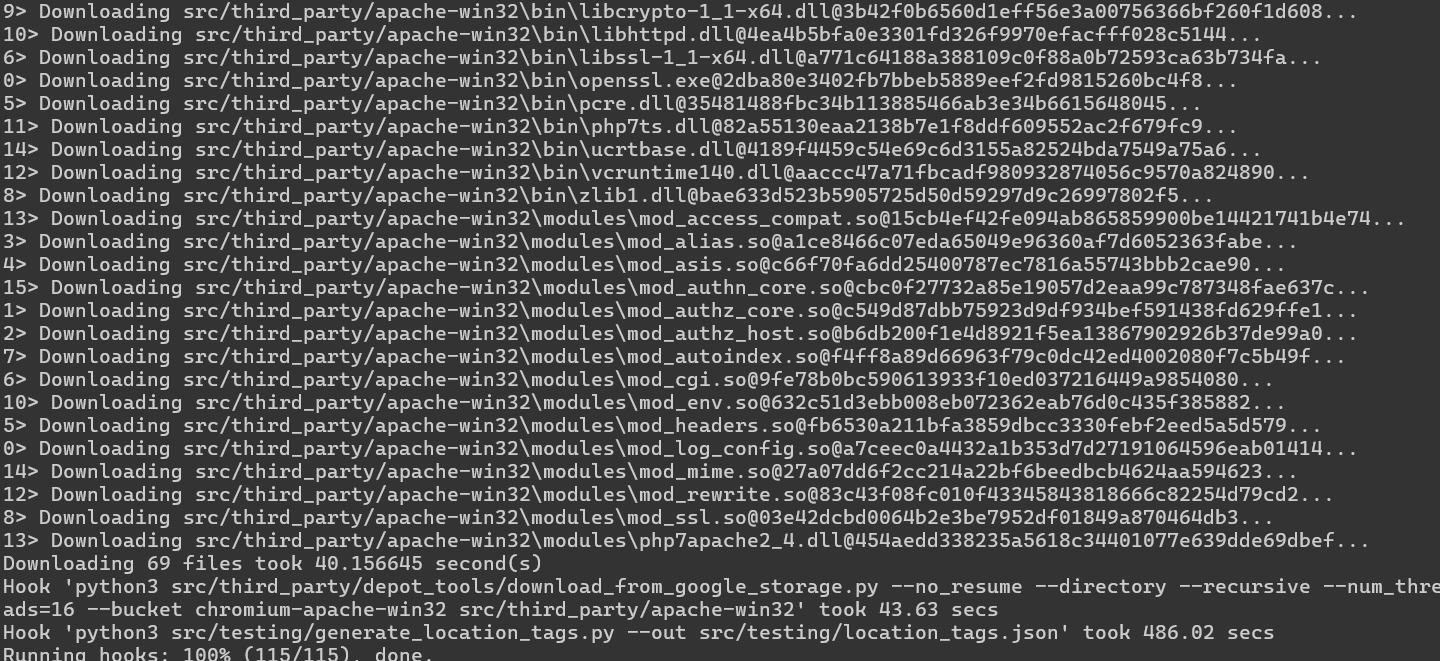 9> Downloading src/third_party/apache-win32\bin\libcrypto-1_1-x64.dll@3b42f0b6560d1eff56e3a00756366bf260f1d608...
10> Downloading src/third_party/apache-win32\bin\libhttpd.dll@4ea4b5bfa0e3301fd326f9970efacfff028c5144...
6> Downloading src/third_party/apache-win32\bin\libssl-1_1-x64.dll@a771c64188a388109c0f88a0b72593ca63b734fa...
0> Downloading src/third_party/apache-win32\bin\openssl.exe@2dba80e3402fb7bbeb5889eef2fd9815260bc4f8...
5> Downloading src/third_party/apache-win32\bin\pcre.dll@35481488fbc34b113885466ab3e34b6615648045...
11> Downloading src/third_party/apache-win32\bin\php7ts.dll@82a55130eaa2138b7e1f8ddf609552ac2f679fc9...
14> Downloading src/third_party/apache-win32\bin\ucrtbase.dll@4189f4459c54e69c6d3155a82524bda7549a75a6...
12> Downloading src/third_party/apache-win32\bin\vcruntime140.dll@aaccc47a71fbcadf980932874056c9570a824890...
8> Downloading src/third_party/apache-win32\bin\zlib1.dll@bae633d523b5905725d50d59297d9c26997802f5...
13> Downloading src/third_party/apache-win32\modules\mod_access_compat.so@15cb4ef42fe094ab865859900be14421741b4e74...
3> Downloading src/third_party/apache-win32\modules\mod_alias.so@a1ce8466c07eda65049e96360af7d6052363fabe...
4> Downloading src/third_party/apache-win32\modules\mod_asis.so@c66f70fa6dd25400787ec7816a55743bbb2cae90...
15> Downloading src/third_party/apache-win32\modules\mod_authn_core.so@cbc0f27732a85e19057d2eaa99c787348fae637c...
1> Downloading src/third_party/apache-win32\modules\mod_authz_core.so@c549d87dbb75923d9df934bef591438fd629ffe1...
2> Downloading src/third_party/apache-win32\modules\mod_authz_host.so@b6db200f1e4d8921f5ea13867902926b37de99a0...
7> Downloading src/third_party/apache-win32\modules\mod_autoindex.so@f4ff8a89d66963f79c0dc42ed4002080f7c5b49f...
6> Downloading src/third_party/apache-win32\modules\mod_cgi.so@9fe78b0bc590613933f10ed037216449a9854080...
10> Downloading src/third_party/apache-win32\modules\mod_env.so@632c51d3ebb008eb072362eab76d0c435f385882...
5> Downloading src/third_party/apache-win32\modules\mod_headers.so@fb6530a211bfa3859dbcc3330febf2eed5a5d579...
0> Downloading src/third_party/apache-win32\modules\mod_log_config.so@a7ceec0a4432a1b353d7d27191064596eab01414...
14> Downloading src/third_party/apache-win32\modules\mod_mime.so@27a07dd6f2cc214a22bf6beedbcb4624aa594623...
12> Downloading src/third_party/apache-win32\modules\mod_rewrite.so@83c43f08fc010f43345843818666c82254d79cd2...
8> Downloading src/third_party/apache-win32\modules\mod_ssl.so@03e42dcbd0064b2e3be7952df01849a870464db3...
13> Downloading src/third_party/apache-win32\modules\php7apache2_4.dll@454aedd338235a5618c34401077e639dde69dbef...
Downloading 69 files took 40.156645 second(s)
Hook 'python3 src/third_party/depot_tools/download_from_google_storage.py --no_resume --directory --recursive --num_thre
ads=16 --bucket chromium-apache-win32 src/third_party/apache-win32' took 43.63 secs
Hook 'python3 src/testing/generate_location_tags.py --out src/testing/location_tags.json' took 486.02 secs
Running hooks: 100% (115/115), done.